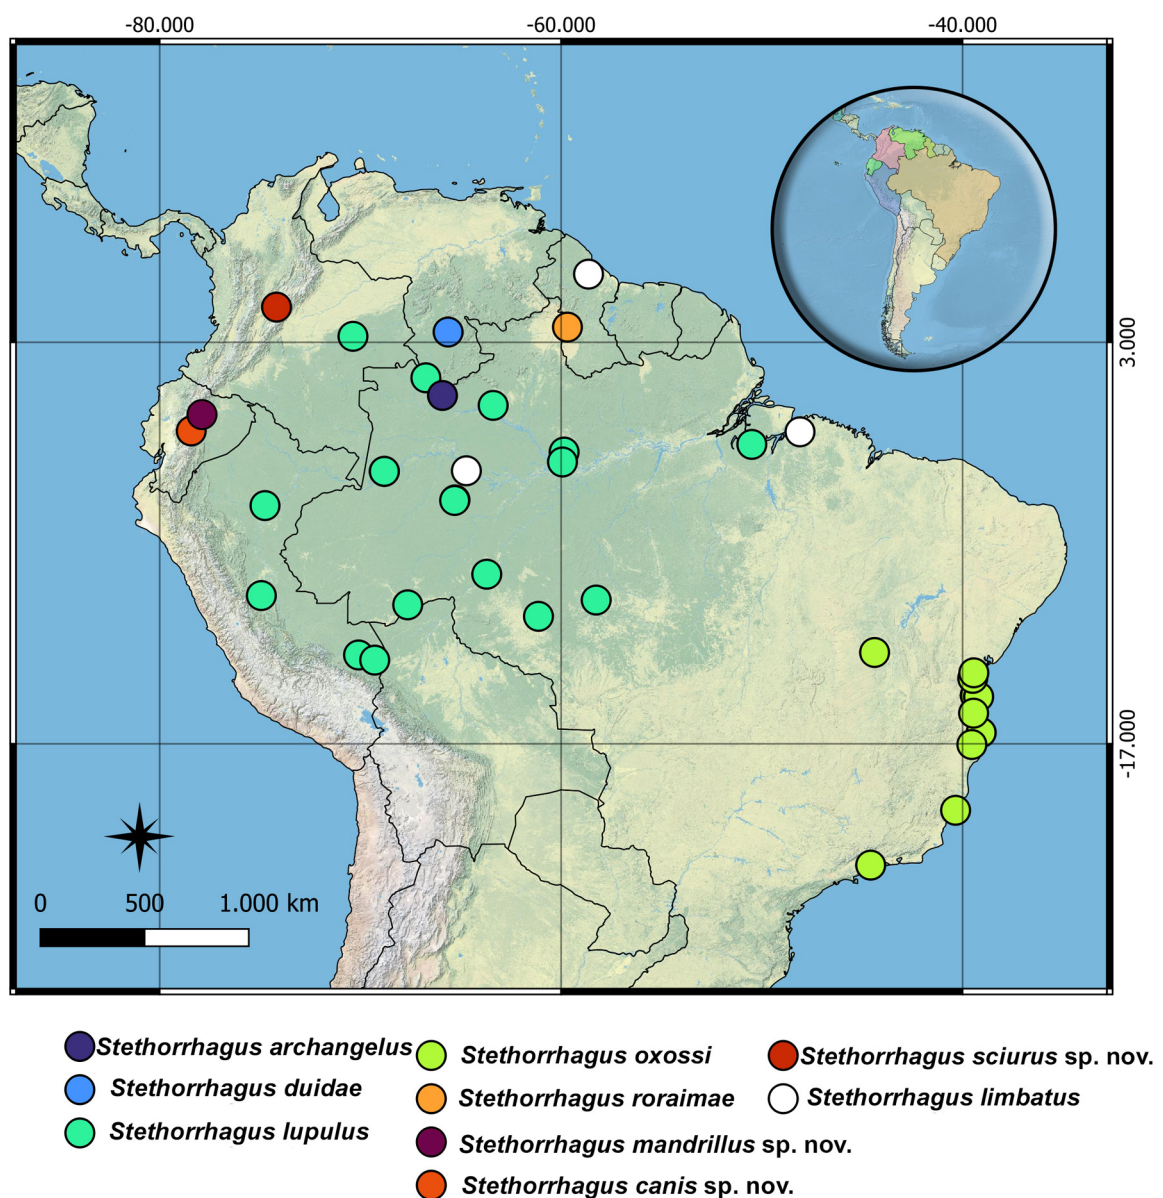 -80.000 -60.000 -40.000
3.000
-17.000
0 500 1.000 km
Stethorrhagus archangelus
Stethorrhagus duidae
Stethorrhagus lupulus
Stethorrhagus oxossi
Stethorrhagus roraimae
Stethorrhagus mandrillus sp. nov.
Stethorrhagus canis sp. nov.
Stethorrhagus sciurus sp. nov.
Stethorrhagus limbatus